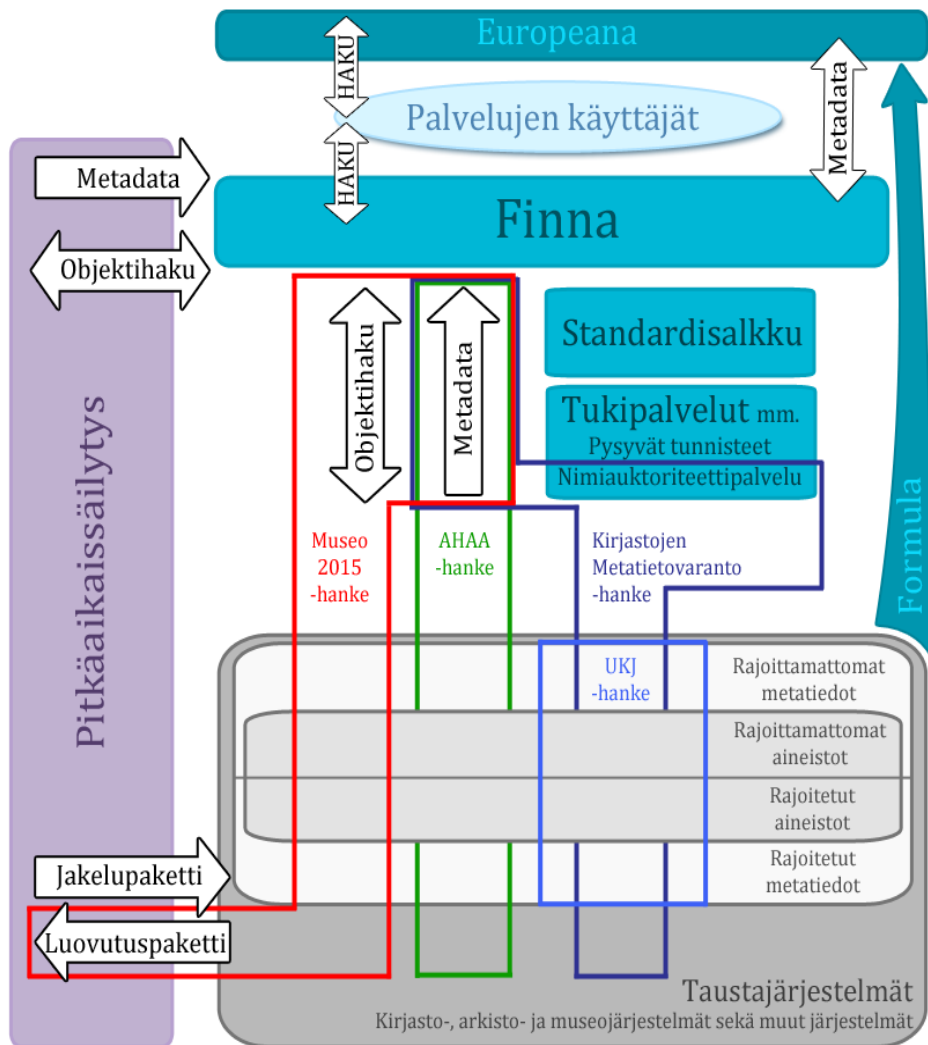 Europeana
HAKU
Palvelujen käyttäjät
Metadata
HAKU
Metadata
Finna
Objektihaku
Pitkäaikaissäilytys
Objektihaku
Metadata
Standardisalkku
Tukipalvelut mm.
Pysyvät tunnisteet
Nimiauktoriteettipalvelu
Formula
Museo
2015
-hanke
AHAA
-hanke
Kirjastojen
Metatietovaranto
-hanke
UKJ
-hanke
Rajoittamattomat
metatiedot
Rajoittamattomat
aineistot
Rajoitetut
aineistot
Rajoitetut
metatiedot
Jakelupaketti
Luovutuspaketti
Taustajärjestelmät
Kirjasto-, arkisto- ja museojärjestelmät sekä muut järjestelmät